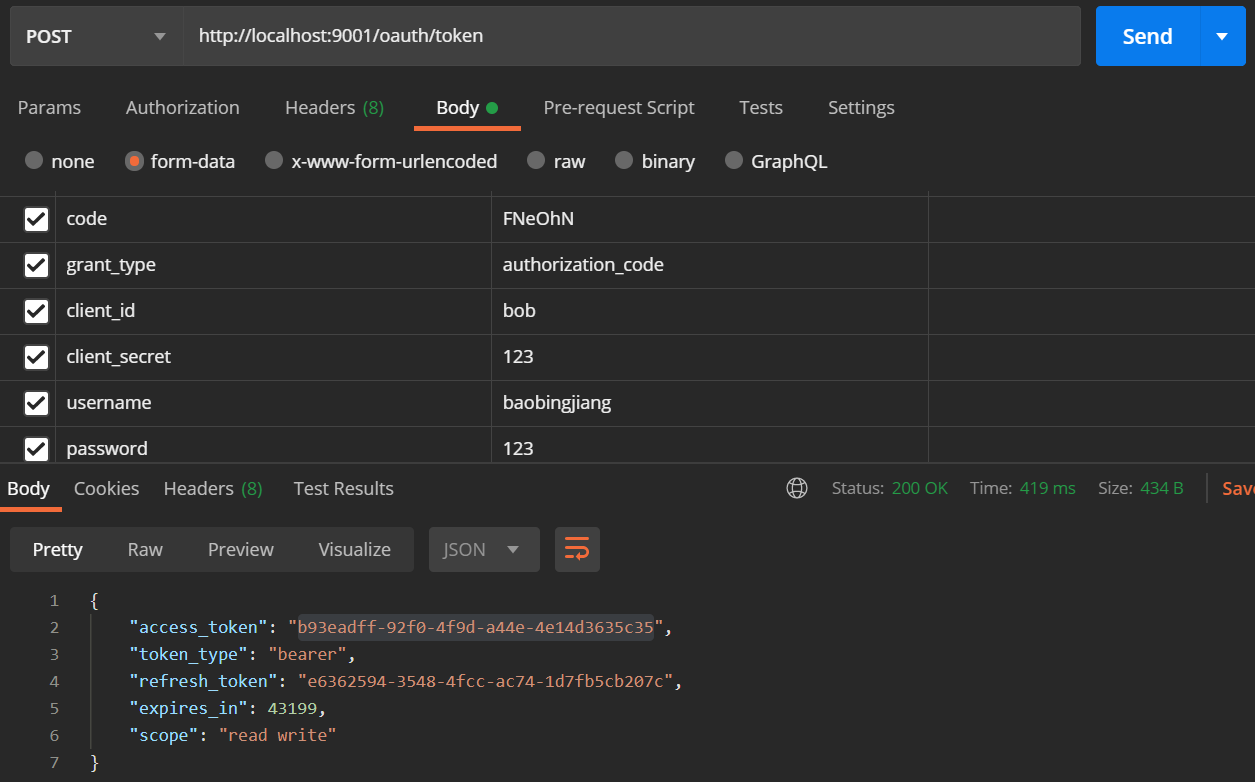 POST http://localhost:9001/oauth/token Send
Params Authorization Headers (8) Body Pre-request Script Tests Settings
none form-data x-www-form-urlencoded raw binary GraphQL
code FNeOhN
grant_type authorization_code
client_id bob
client_secret 123
username baobingjiang
password 123
Body Cookies Headers (8) Test Results Status: 200 OK Time: 419 ms Size: 434 B Save
Pretty Raw Preview Visualize JSON
1 {
2 "access_token": "b93eadff-92f0-4f9d-a44e-4e14d3635c35",
3 "token_type": "bearer",
4 "refresh_token": "e6362594-3548-4fcc-ac74-1d7fb5cb207c",
5 "expires_in": 43199,
6 "scope": "read write"
7 }